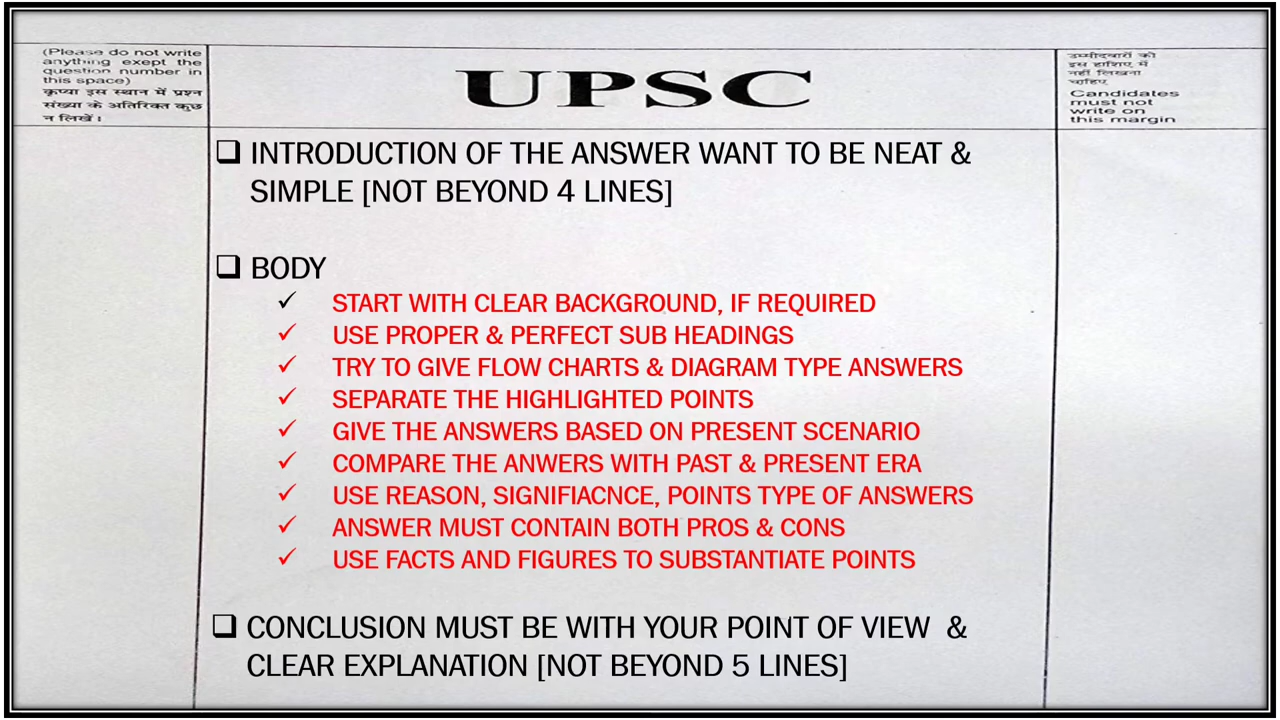 (Please do not write
anything exept the
question number in
this space)
कृप्या इस स्थान में प्रश्न
संख्या के अतिरिक्त कुछ
न लिखें।
UPSC
उम्मीदवारों को
इस हाशिए में
नहीं लिखना
चाहिए
Candidates
must not
write on
this margin
❑ INTRODUCTION OF THE ANSWER WANT TO BE NEAT &
SIMPLE [NOT BEYOND 4 LINES]
❑ BODY
✓ START WITH CLEAR BACKGROUND, IF REQUIRED
✓ USE PROPER & PERFECT SUB HEADINGS
✓ TRY TO GIVE FLOW CHARTS & DIAGRAM TYPE ANSWERS
✓ SEPARATE THE HIGHLIGHTED POINTS
✓ GIVE THE ANSWERS BASED ON PRESENT SCENARIO
✓ COMPARE THE ANWERS WITH PAST & PRESENT ERA
✓ USE REASON, SIGNIFIACNCE, POINTS TYPE OF ANSWERS
✓ ANSWER MUST CONTAIN BOTH PROS & CONS
✓ USE FACTS AND FIGURES TO SUBSTANTIATE POINTS
❑ CONCLUSION MUST BE WITH YOUR POINT OF VIEW &
CLEAR EXPLANATION [NOT BEYOND 5 LINES]